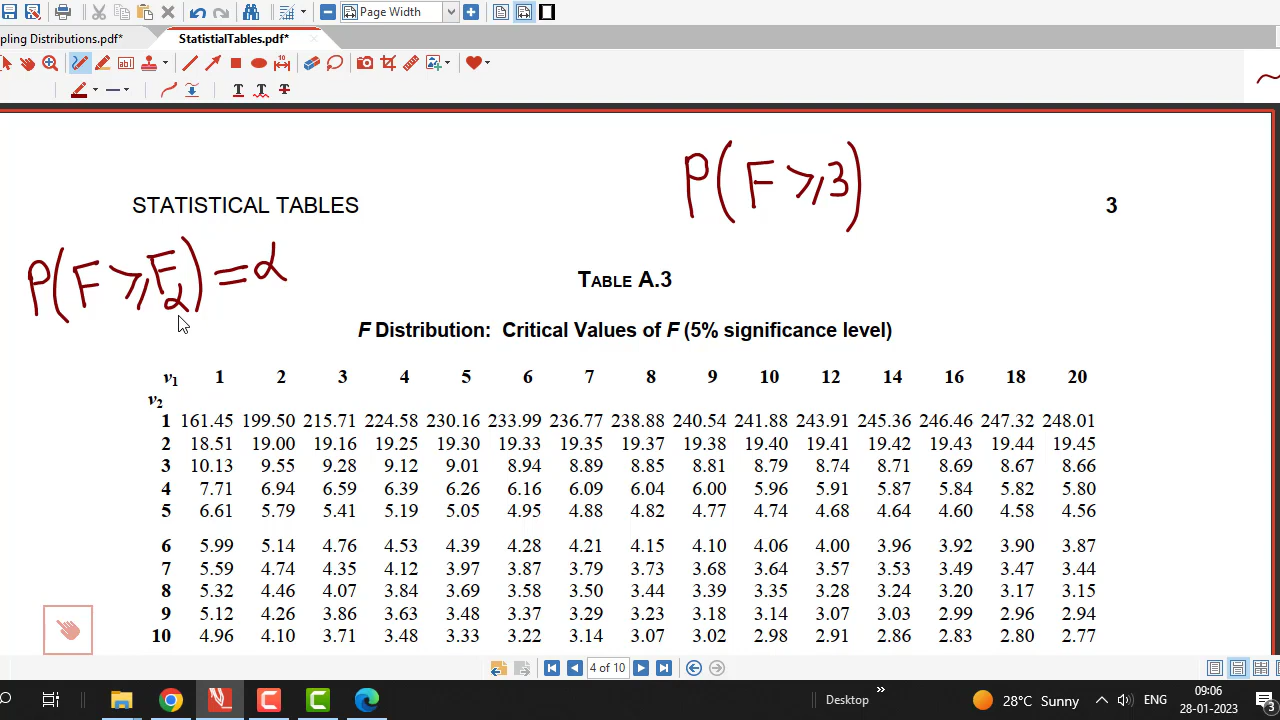 Page Width
pling Distributions.pdf*
StatistialTables.pdf*
10
P(F ⩾ 3)
STATISTICAL TABLES
3
P(F ⩾ Fα) = α
TABLE A.3
F Distribution: Critical Values of F (5% significance level)
v1 1 2 3 4 5 6 7 8 9 10 12 14 16 18 20
v2
1 161.45 199.50 215.71 224.58 230.16 233.99 236.77 238.88 240.54 241.88 243.91 245.36 246.46 247.32 248.01
2 18.51 19.00 19.16 19.25 19.30 19.33 19.35 19.37 19.38 19.40 19.41 19.42 19.43 19.44 19.45
3 10.13 9.55 9.28 9.12 9.01 8.94 8.89 8.85 8.81 8.79 8.74 8.71 8.69 8.67 8.66
4 7.71 6.94 6.59 6.39 6.26 6.16 6.09 6.04 6.00 5.96 5.91 5.87 5.84 5.82 5.80
5 6.61 5.79 5.41 5.19 5.05 4.95 4.88 4.82 4.77 4.74 4.68 4.64 4.60 4.58 4.56
6 5.99 5.14 4.76 4.53 4.39 4.28 4.21 4.15 4.10 4.06 4.00 3.96 3.92 3.90 3.87
7 5.59 4.74 4.35 4.12 3.97 3.87 3.79 3.73 3.68 3.64 3.57 3.53 3.49 3.47 3.44
8 5.32 4.46 4.07 3.84 3.69 3.58 3.50 3.44 3.39 3.35 3.28 3.24 3.20 3.17 3.15
9 5.12 4.26 3.86 3.63 3.48 3.37 3.29 3.23 3.18 3.14 3.07 3.03 2.99 2.96 2.94
10 4.96 4.10 3.71 3.48 3.33 3.22 3.14 3.07 3.02 2.98 2.91 2.86 2.83 2.80 2.77
4 of 10
Desktop
28°C Sunny
ENG
09:06
28-01-2023
3